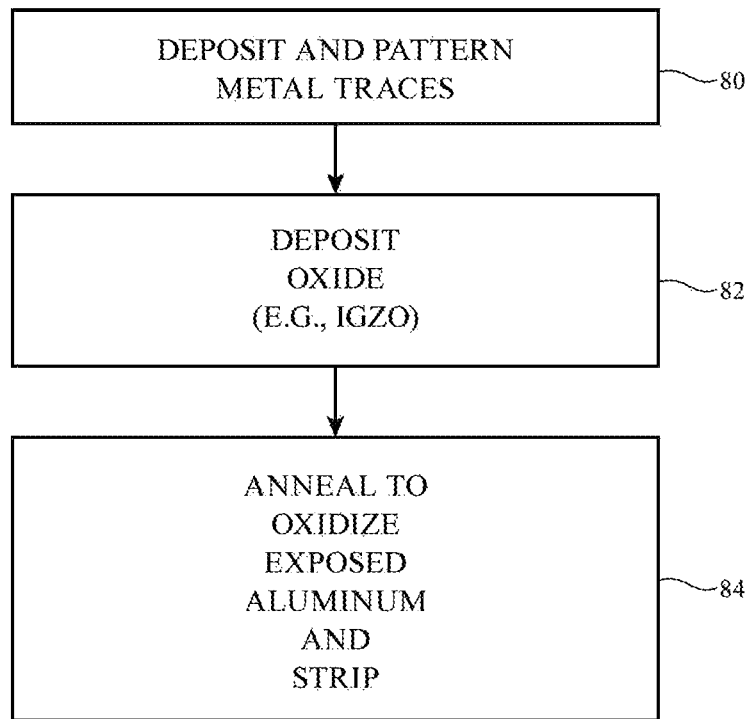 DEPOSIT AND PATTERN
METAL TRACES
80
DEPOSIT
OXIDE
(E.G., IGZO)
82
ANNEAL TO
OXIDIZE
EXPOSED
ALUMINUM
AND
STRIP
84